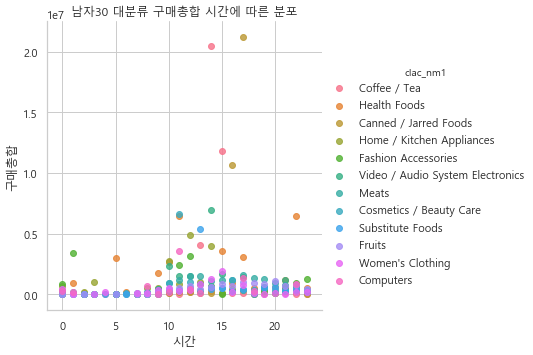 1e7
남자30 대분류 구매총합 시간에 따른 분포
2.0
1.5
1.0
0.5
0.0
구매총합
0 5 10 15 20
시간
clac_nm1
Coffee / Tea
Health Foods
Canned / Jarred Foods
Home / Kitchen Appliances
Fashion Accessories
Video / Audio System Electronics
Meats
Cosmetics / Beauty Care
Substitute Foods
Fruits
Women's Clothing
Computers